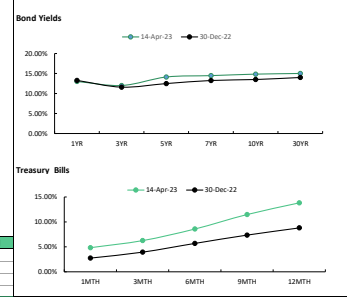 Bond Yields
14-Apr-23 30-Dec-22
20.00%
15.00%
10.00%
5.00%
0.00%
1YR 3YR 5YR 7YR 10YR 30YR
Treasury Bills
14-Apr-23 30-Dec-22
15.00%
10.00%
5.00%
0.00%
1MTH 3MTH 6MTH 9MTH 12MTH